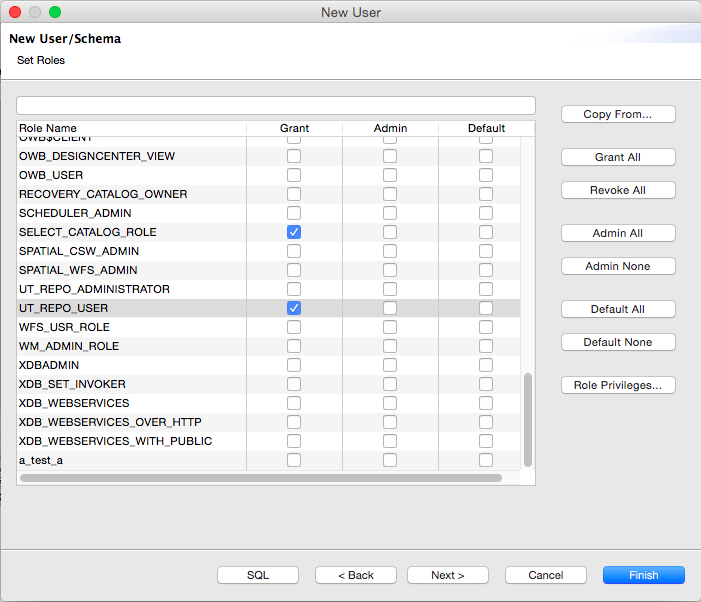 New User
New User/Schema
Set Roles
Role Name Grant Admin Default
OWB$CLIENT
OWB_DESIGNCENTER_VIEW
OWB_USER
RECOVERY_CATALOG_OWNER
SCHEDULER_ADMIN
SELECT_CATALOG_ROLE
SPATIAL_CSW_ADMIN
SPATIAL_WFS_ADMIN
UT_REPO_ADMINISTRATOR
UT_REPO_USER
WFS_USR_ROLE
WM_ADMIN_ROLE
XDBADMIN
XDB_SET_INVOKER
XDB_WEBSERVICES
XDB_WEBSERVICES_OVER_HTTP
XDB_WEBSERVICES_WITH_PUBLIC
a_test_a
Copy From...
Grant All
Revoke All
Admin All
Admin None
Default All
Default None
Role Privileges...
SQL < Back Next > Cancel Finish